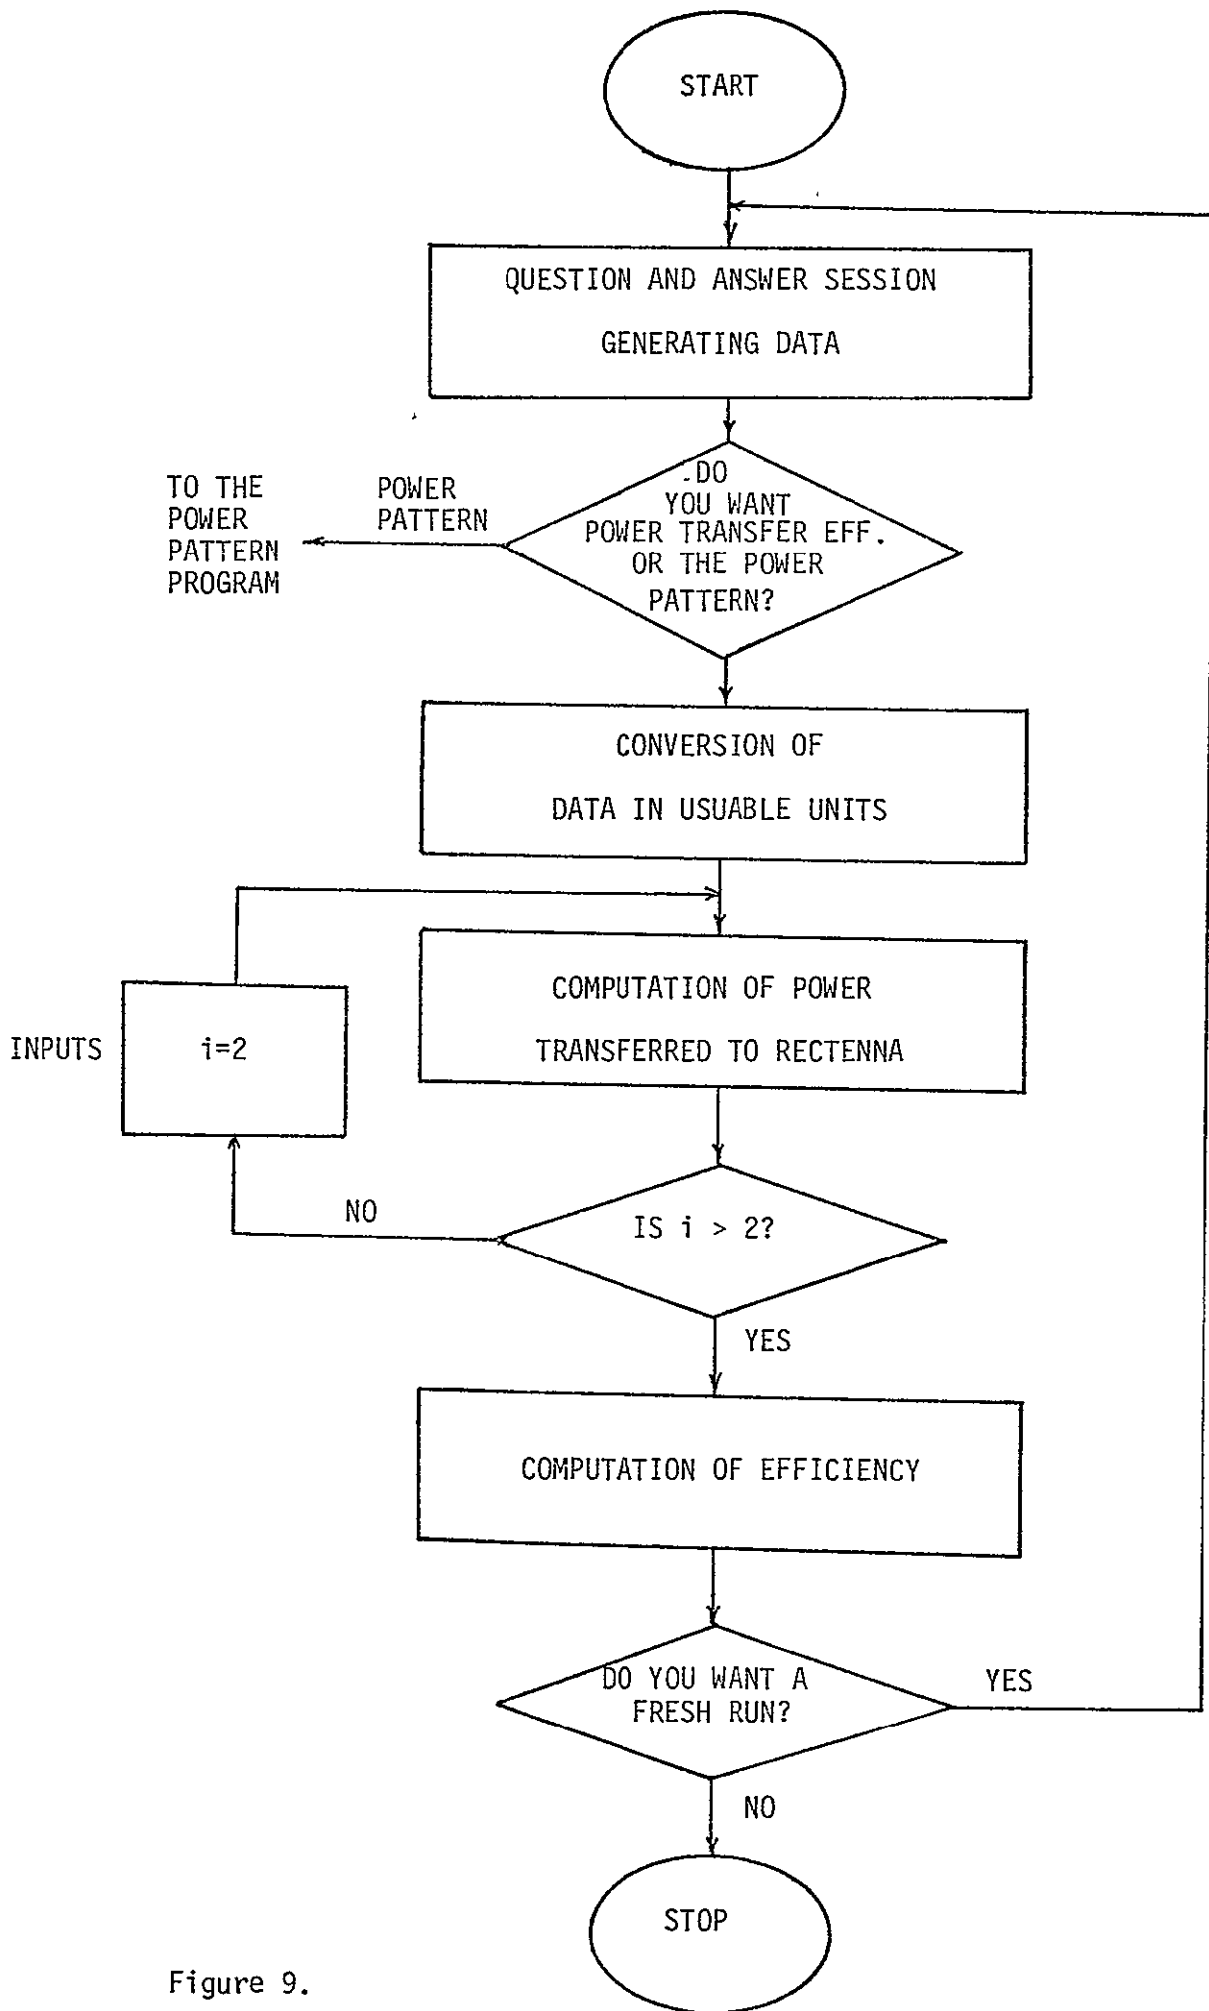 START
QUESTION AND ANSWER SESSION
GENERATING DATA
TO THE
POWER
PATTERN
PROGRAM
POWER
PATTERN
.DO
YOU WANT
POWER TRANSFER EFF.
OR THE POWER
PATTERN?
CONVERSION OF
DATA IN USUABLE UNITS
COMPUTATION OF POWER
TRANSFERRED TO RECTENNA
INPUTS
i=2
NO
IS i > 2?
YES
COMPUTATION OF EFFICIENCY
DO YOU WANT A
FRESH RUN?
YES
NO
STOP
Figure 9.